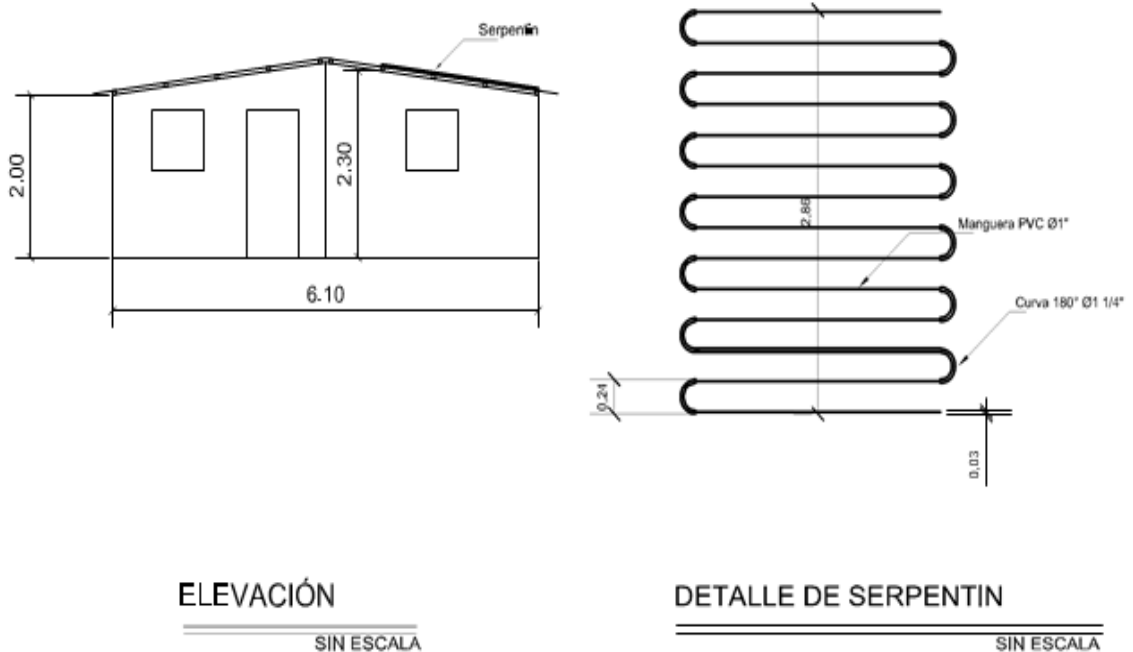 Serpentín
2.00
2.30
6.10
2.86
Manguera PVC Ø1"
Curva 180° Ø1 1/4"
0.24
0,03
ELEVACIÓN
SIN ESCALA
DETALLE DE SERPENTIN
SIN ESCALA